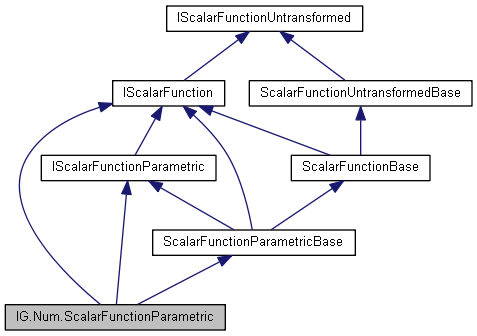 IScalarFunctionUntransformed
IScalarFunction
ScalarFunctionUntransformedBase
IScalarFunctionParametric
ScalarFunctionBase
ScalarFunctionParametricBase
IG.Num.ScalarFunctionParametric